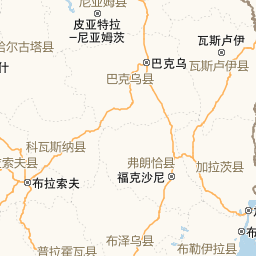 尼亚姆县
皮亚特拉
-尼亚姆茨
瓦斯卢伊
哈尔古塔县
什
巴克乌
瓦斯卢伊县
巴克乌县
科瓦斯纳县
拉索夫县
弗朗恰县
加拉茨县
布拉索夫
福克沙尼
布泽乌县
普拉霍瓦县
布勒伊拉县